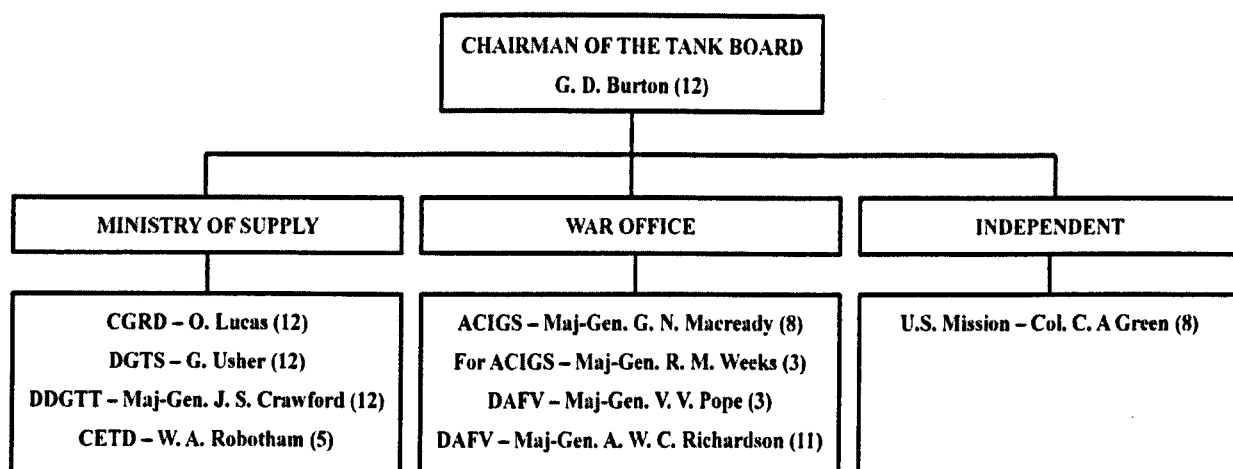 CHAIRMAN OF THE TANK BOARD
G. D. Burton (12)
MINISTRY OF SUPPLY
CGRD – O. Lucas (12)
DGTS – G. Usher (12)
DDGTT – Maj-Gen. J. S. Crawford (12)
CETD – W. A. Robotham (5)
WAR OFFICE
ACIGS – Maj-Gen. G. N. Macready (8)
For ACIGS – Maj-Gen. R. M. Weeks (3)
DAFV – Maj-Gen. V. V. Pope (3)
DAFV – Maj-Gen. A. W. C. Richardson (11)
INDEPENDENT
U.S. Mission – Col. C. A Green (8)